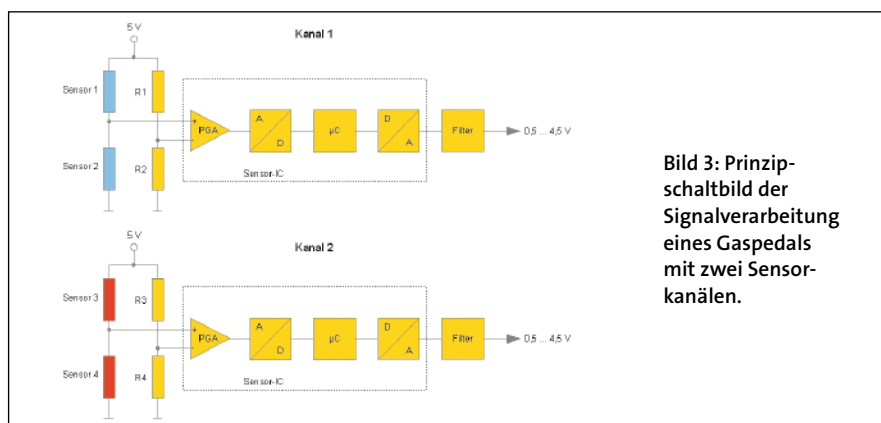 Kanal 1
5 V
Sensor 1
R1
PGA
A
D
µC
D
A
Filter
0,5 ... 4,5 V
Sensor 2
R2
Sensor-IC
Kanal 2
5 V
Sensor 3
R3
PGA
A
D
µC
D
A
Filter
0,5 ... 4,5 V
Sensor 4
R4
Sensor-IC
Bild 3: Prinzip-
schaltbild der
Signalverarbeitung
eines Gaspedals
mit zwei Sensor-
kanälen.